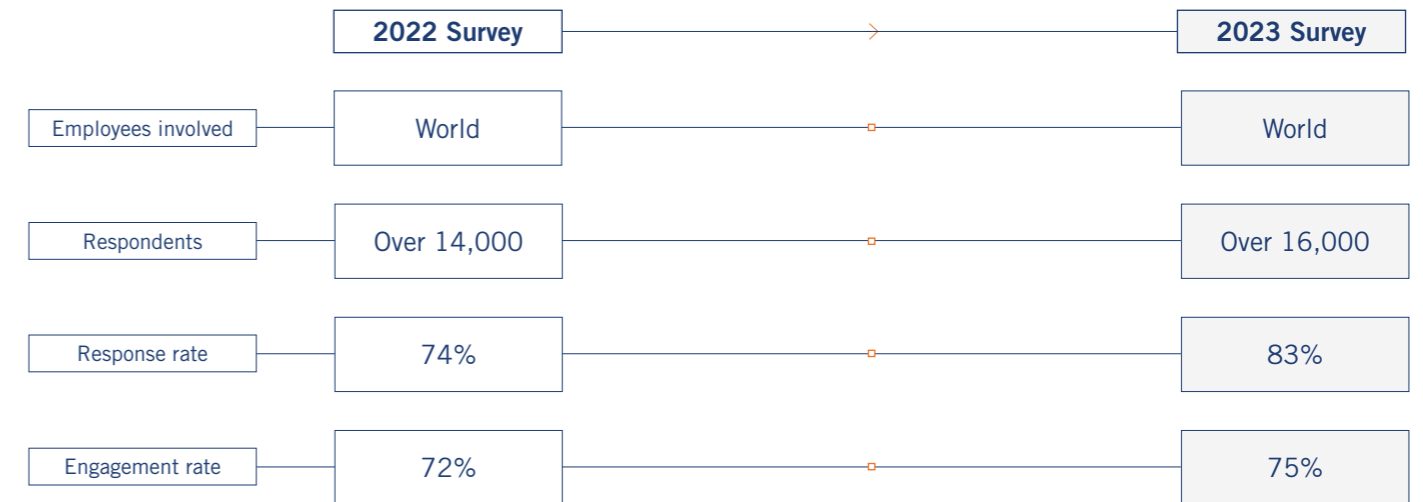 2022 Survey
2023 Survey
Employees involved
World
World
Respondents
Over 14,000
Over 16,000
Response rate
74%
83%
Engagement rate
72%
75%